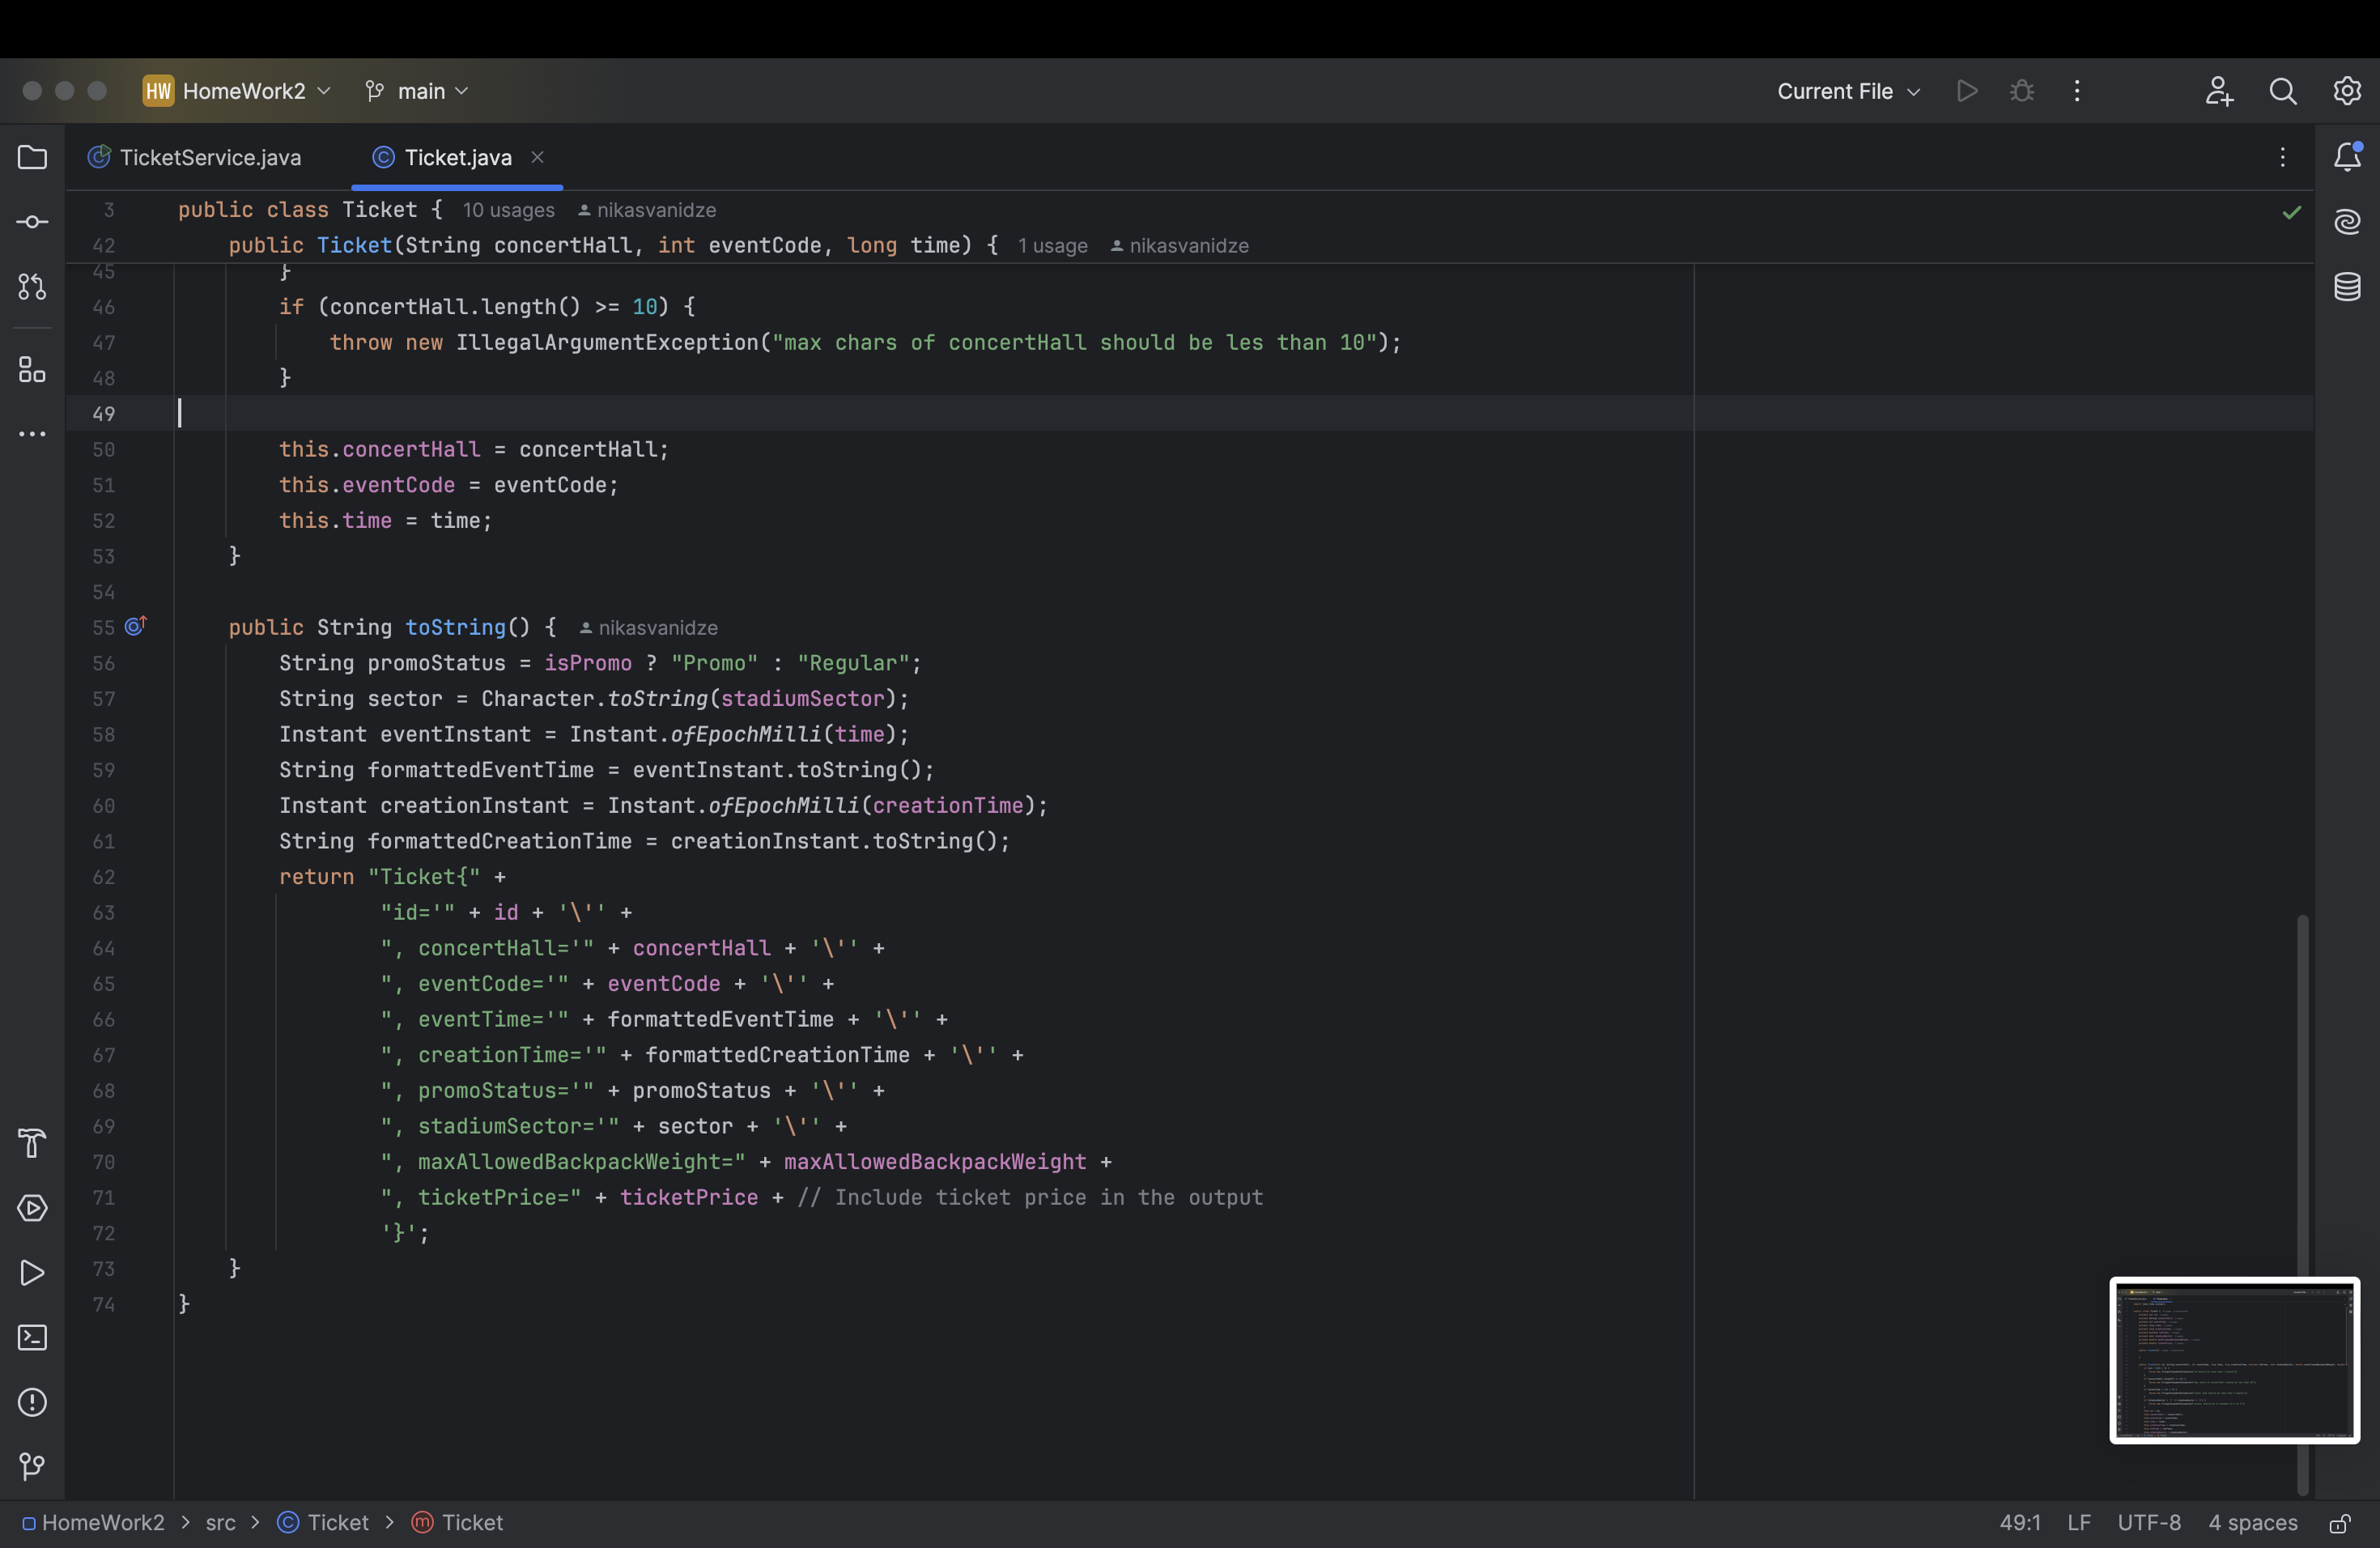 HW HomeWork2 main Current File
TicketService.java Ticket.java
3 public class Ticket { 10 usages nikasvanidze
42 public Ticket(String concertHall, int eventCode, long time) { 1 usage nikasvanidze
45 }
46 if (concertHall.length() >= 10) {
47 throw new IllegalArgumentException("max chars of concertHall should be les than 10");
48 }
49
50 this.concertHall = concertHall;
51 this.eventCode = eventCode;
52 this.time = time;
53 }
54
55 public String toString() { nikasvanidze
56 String promoStatus = isPromo ? "Promo" : "Regular";
57 String sector = Character.toString(stadiumSector);
58 Instant eventInstant = Instant.ofEpochMilli(time);
59 String formattedEventTime = eventInstant.toString();
60 Instant creationInstant = Instant.ofEpochMilli(creationTime);
61 String formattedCreationTime = creationInstant.toString();
62 return "Ticket{" +
63 "id='" + id + '\'' +
64 ", concertHall='" + concertHall + '\'' +
65 ", eventCode='" + eventCode + '\'' +
66 ", eventTime='" + formattedEventTime + '\'' +
67 ", creationTime='" + formattedCreationTime + '\'' +
68 ", promoStatus='" + promoStatus + '\'' +
69 ", stadiumSector='" + sector + '\'' +
70 ", maxAllowedBackpackWeight=" + maxAllowedBackpackWeight +
71 ", ticketPrice=" + ticketPrice + // Include ticket price in the output
72 '}';
73 }
74 }
HomeWork2 > src > Ticket > m Ticket 49:1 LF UTF-8 4 spaces